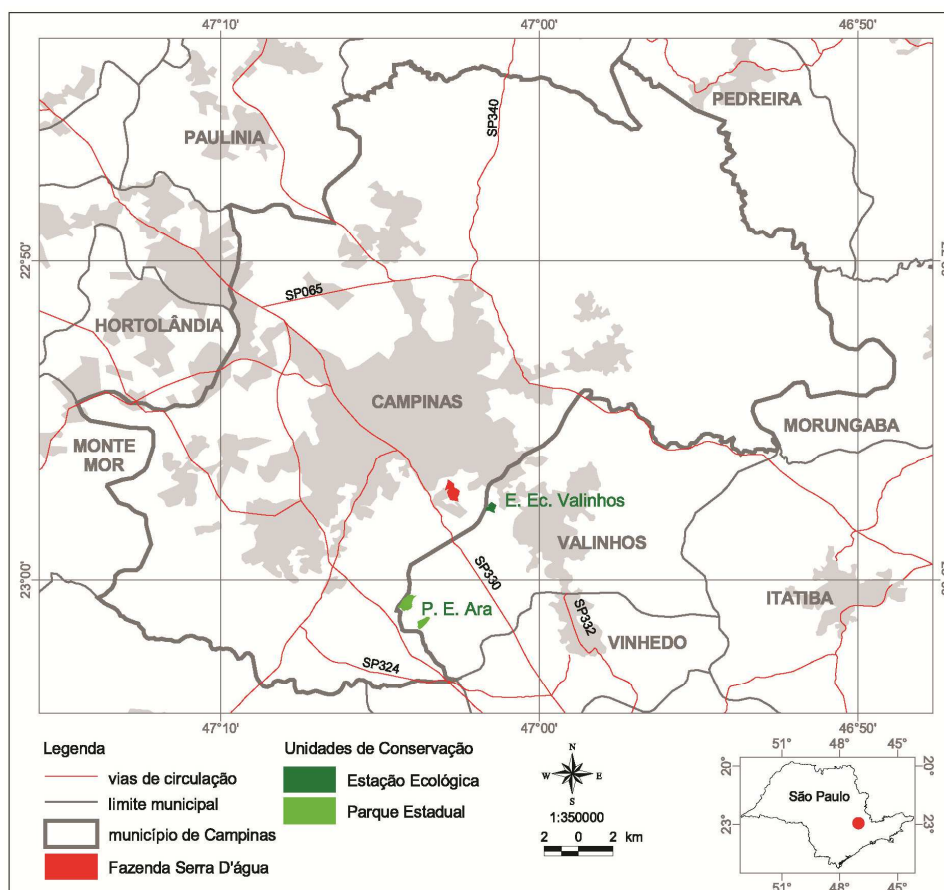 47°10'
47°00'
46°50'
PEDREIRA
SP340
PAULINIA
22°50'
SP065
HORTOLÂNDIA
CAMPINAS
MORUNGABA
MONTE
MOR
E. Ec. Valinhos
VALINHOS
23°00'
SP330
ITATIBA
P. E. Ara
SP332
VINHEDO
SP324
47°10'
47°00'
46°50'
Legenda
vias de circulação
limite municipal
município de Campinas
Fazenda Serra D'água
Unidades de Conservação
Estação Ecológica
Parque Estadual
N
W
E
S
1:350000
2 0 2 km
51° 48° 45°
20°
20°
São Paulo
23°
23°
51° 48° 45°